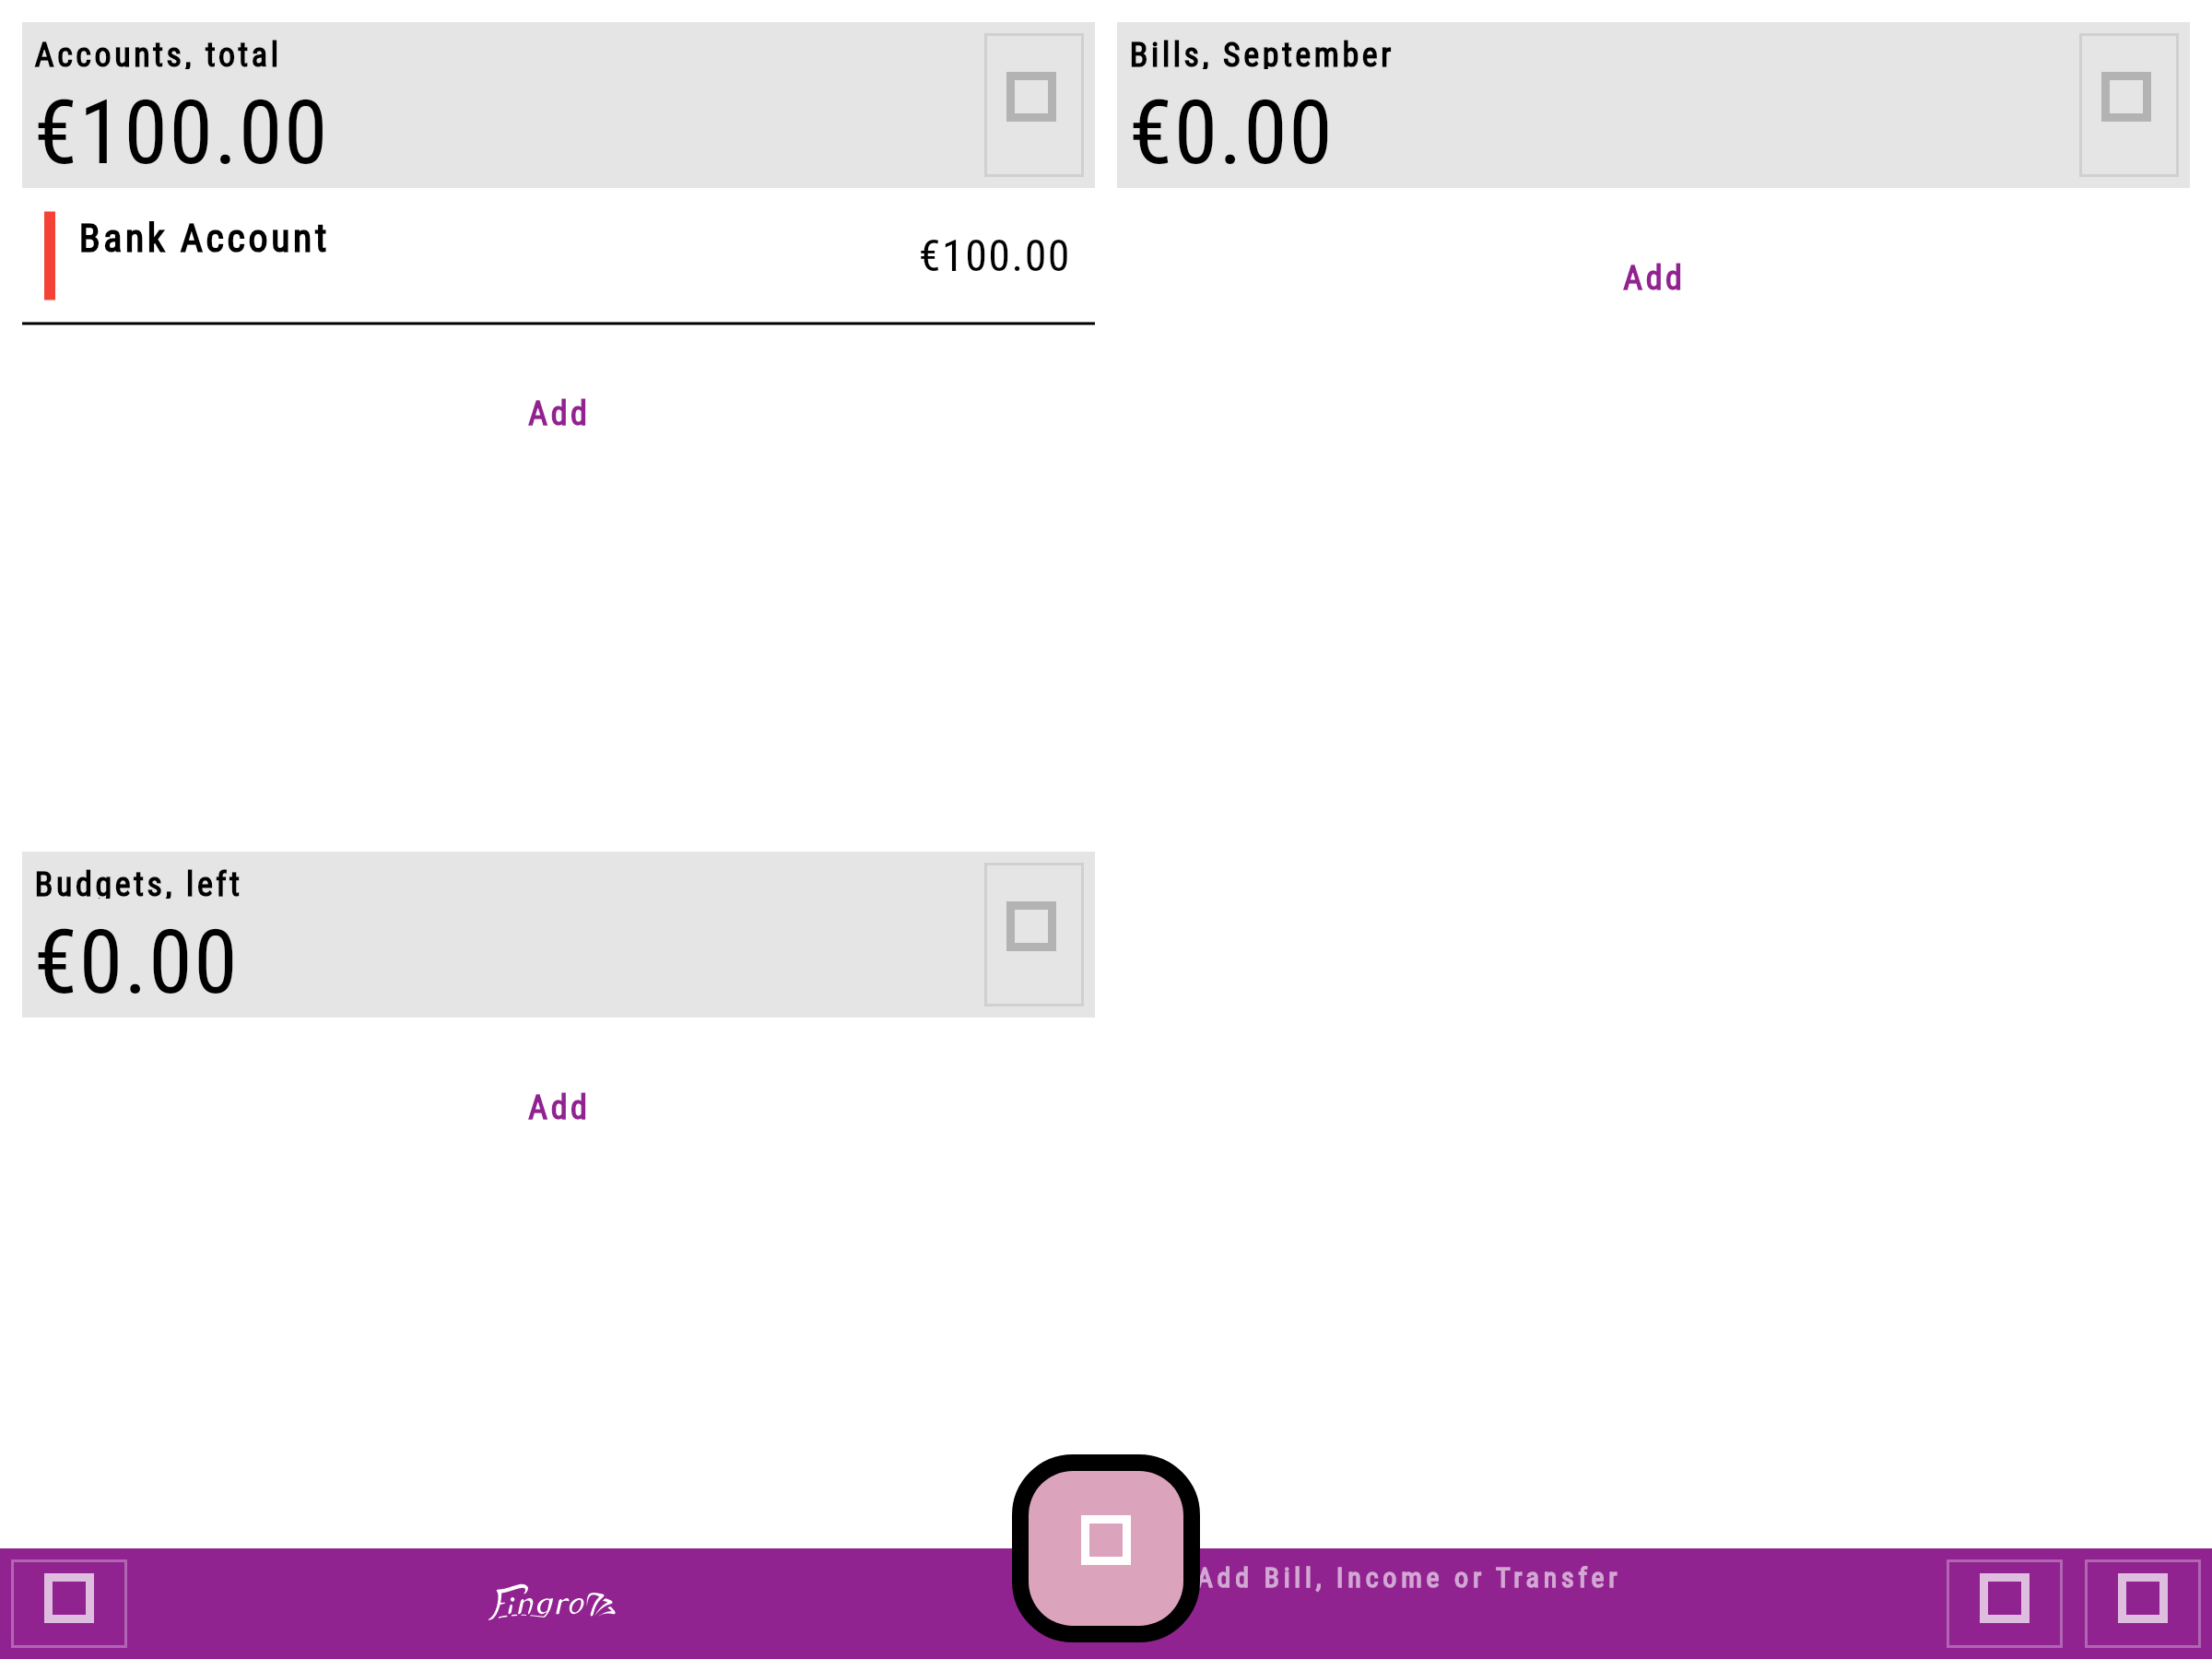 Accounts, total
€100.00
Bank Account
€100.00
Add
Bills, September
€0.00
Add
Budgets, left
€0.00
Add
Add Bill, Income or Transfer